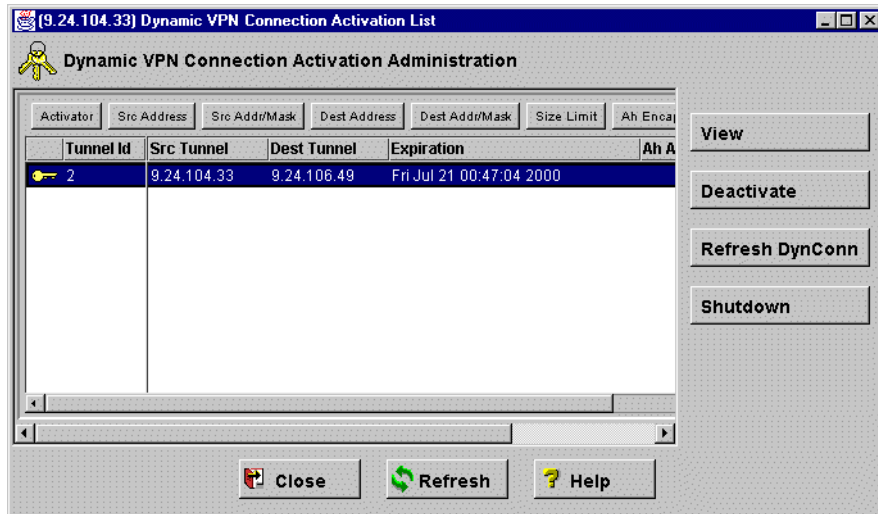 (9.24.104.33) Dynamic VPN Connection Activation List
Dynamic VPN Connection Activation Administration
Activator Src Address Src Addr/Mask Dest Address Dest Addr/Mask Size Limit Ah Encap
Tunnel Id Src Tunnel Dest Tunnel Expiration Ah A
2 9.24.104.33 9.24.106.49 Fri Jul 21 00:47:04 2000
View
Deactivate
Refresh DynConn
Shutdown
Close Refresh Help